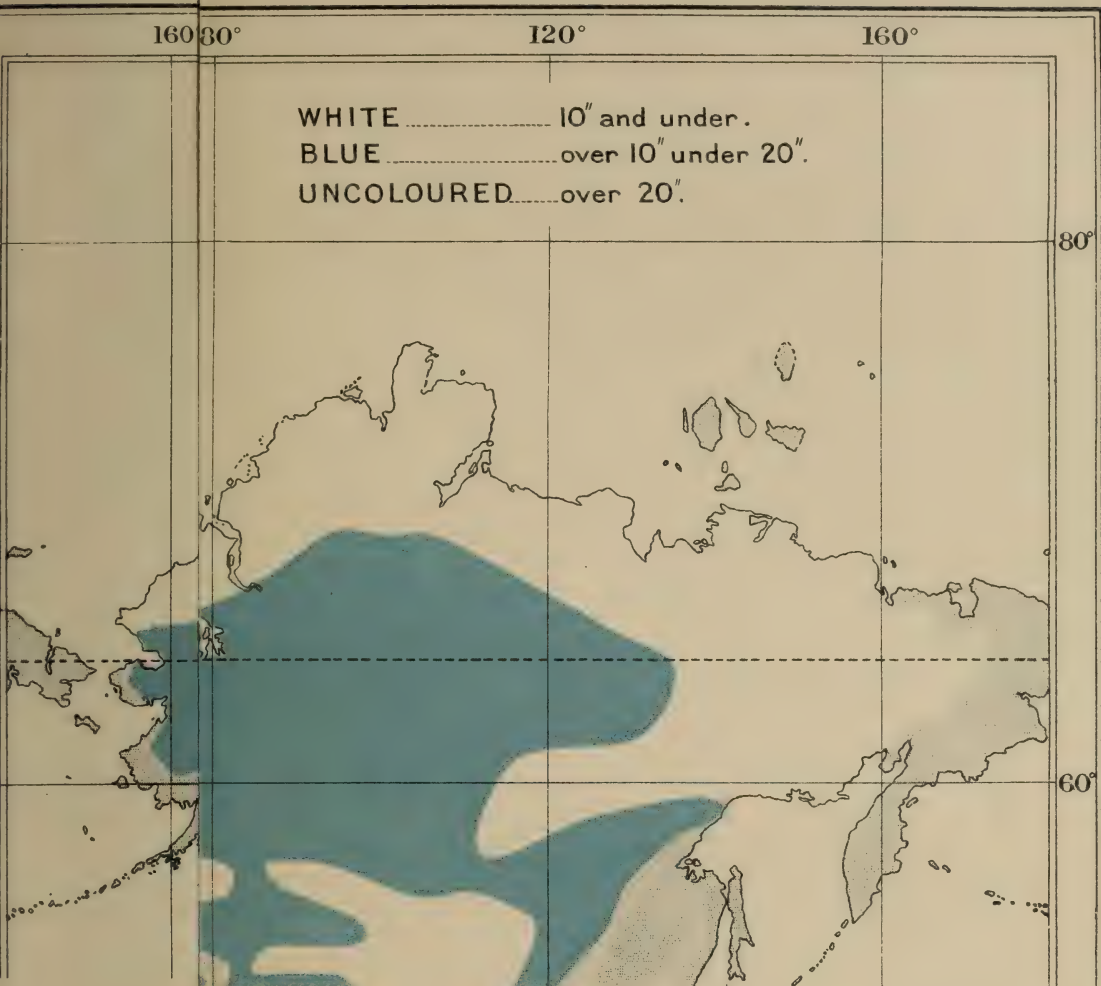 160 80° 120° 160°
WHITE .......... 10" and under.
BLUE .......... over 10" under 20".
UNCOLOURED ...... over 20".
80°
60°